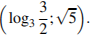 (log₃ 3/2; √5).